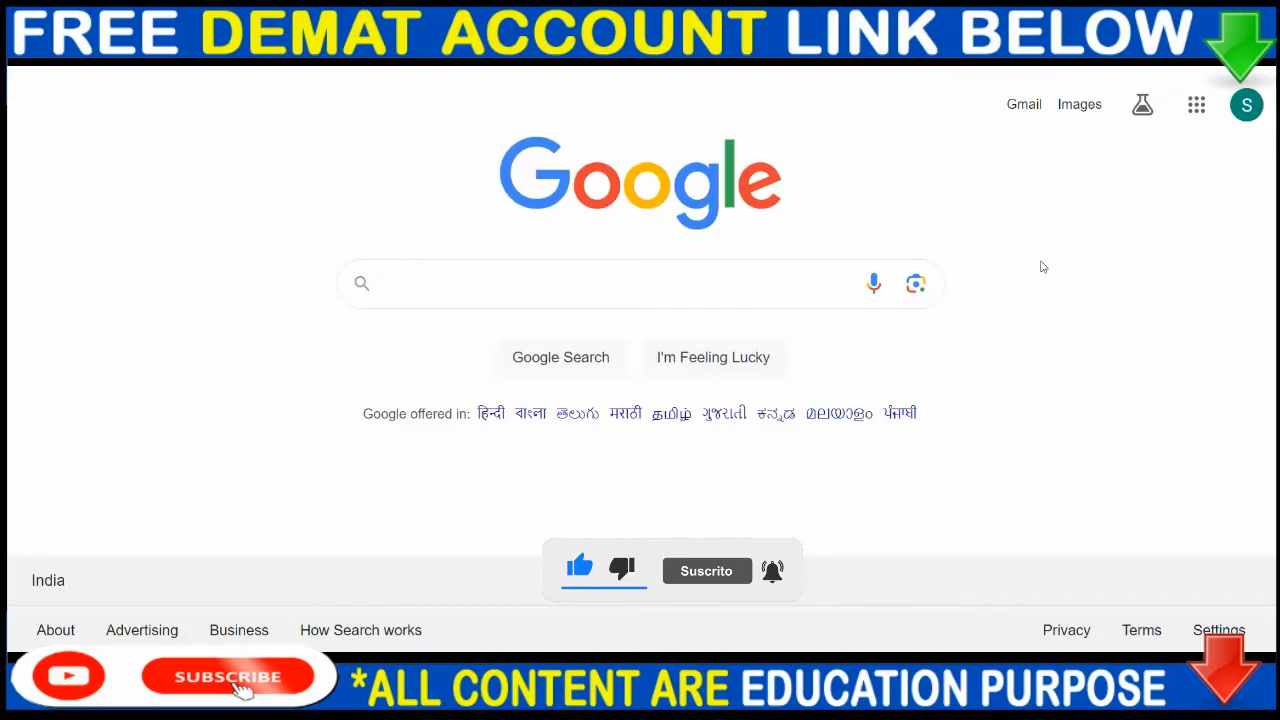 FREE DEMAT ACCOUNT LINK BELOW
Gmail Images S
Google
Google Search I'm Feeling Lucky
Google offered in: हिन्दी বাংলা తెలుగు मराठी தமிழ் ગુજરાતી ಕನ್ನಡ മലയാളം ਪੰਜਾਬੀ
Suscrito
India
About Advertising Business How Search works Privacy Terms Settings
SUBSCRIBE
*ALL CONTENT ARE EDUCATION PURPOSE